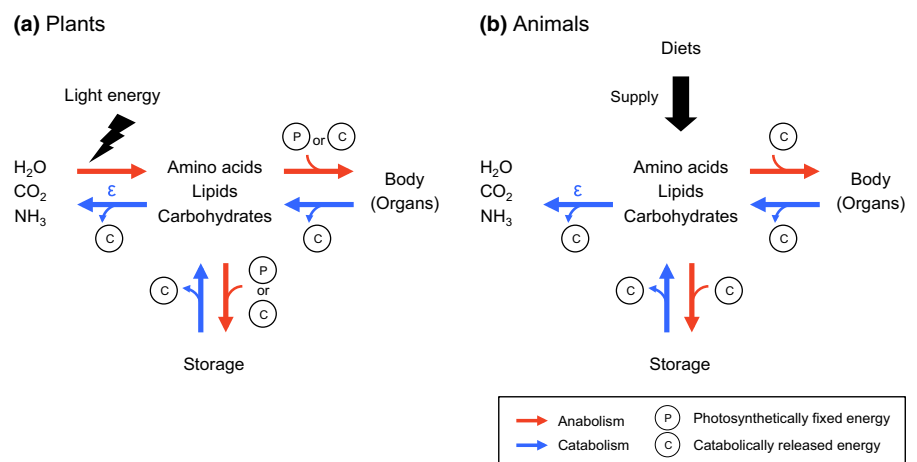 (a) Plants
Light energy
P or C
H₂O
CO₂
NH₃
ε
C
Amino acids
Lipids
Carbohydrates
C
Body
(Organs)
C
P
or
C
Storage
(b) Animals
Diets
Supply
C
H₂O
CO₂
NH₃
ε
C
Amino acids
Lipids
Carbohydrates
C
Body
(Organs)
C
C
Storage
Anabolism
P Photosynthetically fixed energy
Catabolism
C Catabolically released energy